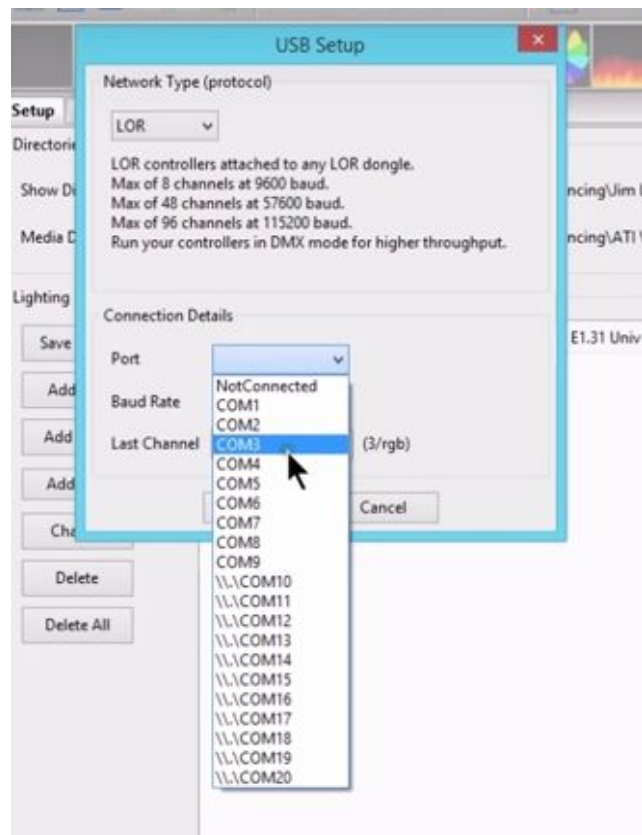 USB Setup
Network Type (protocol)
LOR
LOR controllers attached to any LOR dongle.
Max of 8 channels at 9600 baud.
Max of 48 channels at 57600 baud.
Max of 96 channels at 115200 baud.
Run your controllers in DMX mode for higher throughput.
Connection Details
Port
Baud Rate
Last Channel
(3/rgb)
Cancel
NotConnected
COM1
COM2
COM3
COM4
COM5
COM6
COM7
COM8
COM9
\\.\COM10
\\.\COM11
\\.\COM12
\\.\COM13
\\.\COM14
\\.\COM15
\\.\COM16
\\.\COM17
\\.\COM18
\\.\COM19
\\.\COM20
Setup
Directorie
Show Di
Media D
Lighting
Save
Add
Add
Add
Cha
Delete
Delete All
ncing\Jim
ncing\ATI
E1.31 Univ